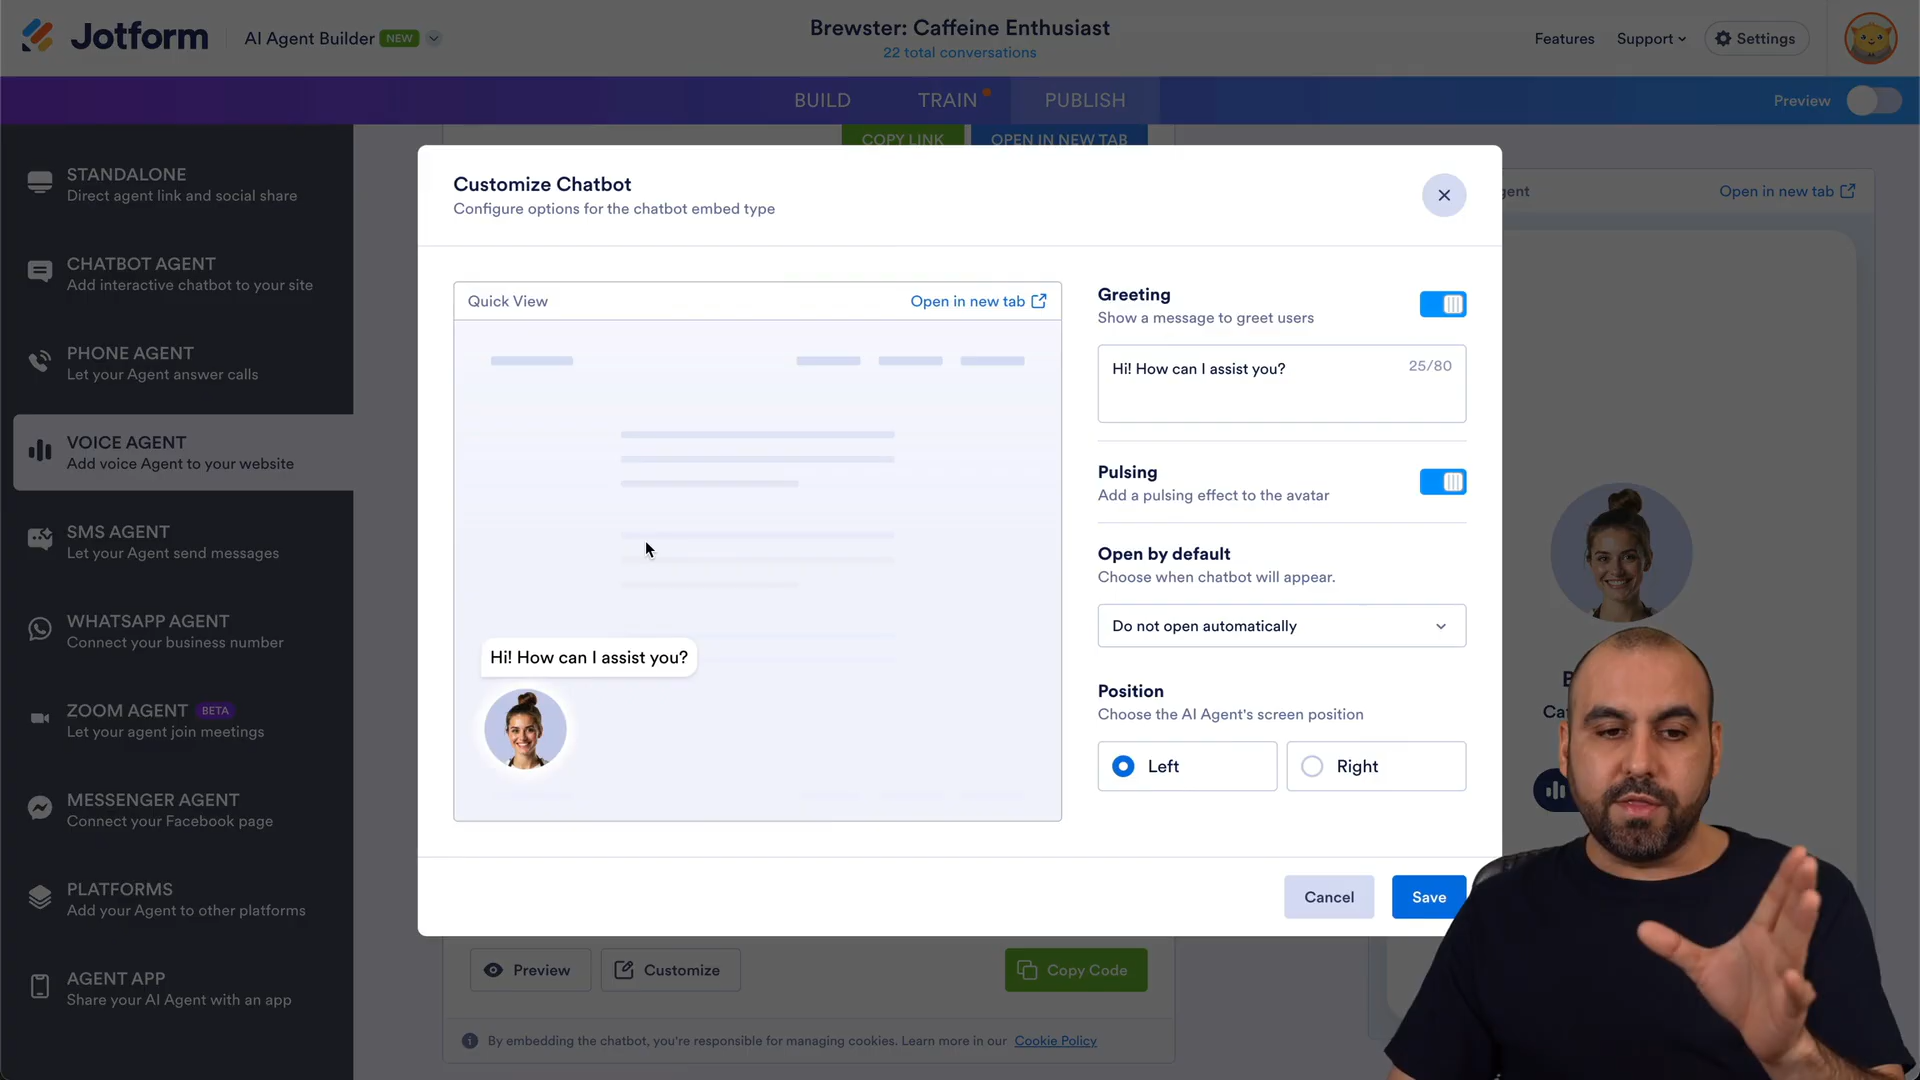 Jotform
AI Agent Builder NEW
Brewster: Caffeine Enthusiast
22 total conversations
Features
Support
Settings
BUILD
TRAIN
PUBLISH
Preview
COPY LINK
OPEN IN NEW TAB
STANDALONE
Direct agent link and social share
CHATBOT AGENT
Add interactive chatbot to your site
PHONE AGENT
Let your Agent answer calls
VOICE AGENT
Add voice Agent to your website
SMS AGENT
Let your Agent send messages
WHATSAPP AGENT
Connect your business number
ZOOM AGENT BETA
Let your agent join meetings
MESSENGER AGENT
Connect your Facebook page
PLATFORMS
Add your Agent to other platforms
AGENT APP
Share your AI Agent with an app
Customize Chatbot
Configure options for the chatbot embed type
Quick View
Open in new tab
Hi! How can I assist you?
Greeting
Show a message to greet users
Hi! How can I assist you?
25/80
Pulsing
Add a pulsing effect to the avatar
Open by default
Choose when chatbot will appear.
Do not open automatically
Position
Choose the AI Agent's screen position
Left
Right
Cancel
Save
Open in new tab
Preview
Customize
Copy Code
By embedding the chatbot, you're responsible for managing cookies. Learn more in our Cookie Policy